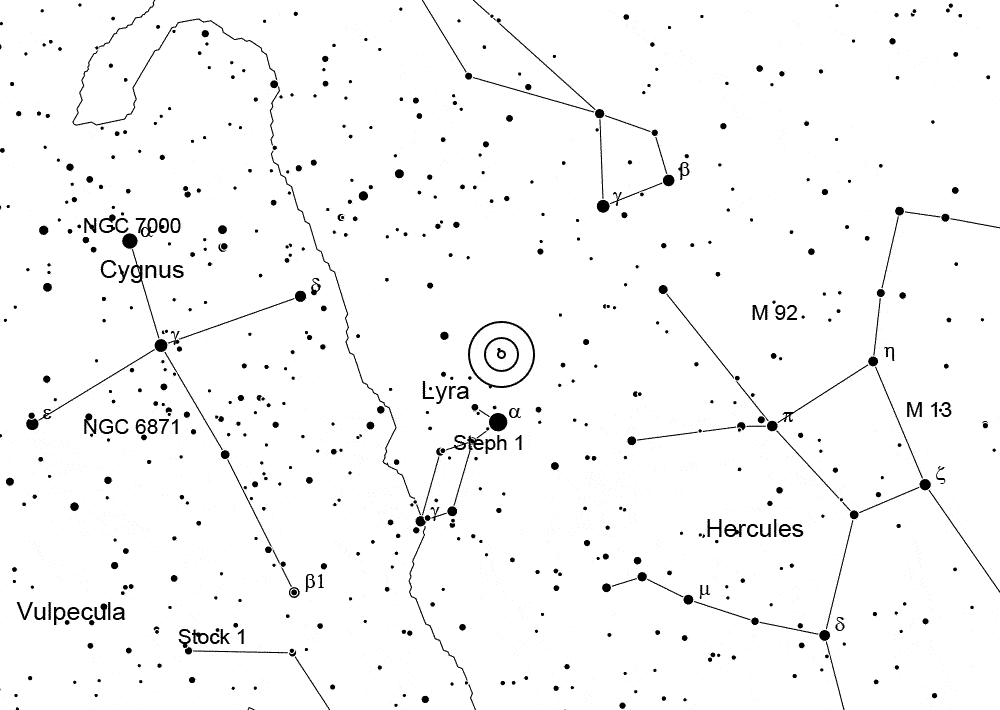 β
γ
NGC 7000
α
Cygnus
δ
M 92
γ
η
Lyra
ε
α
π
M 13
NGC 6871
Steph 1
ζ
γ
Hercules
β1
μ
Vulpecula
Stock 1
δ